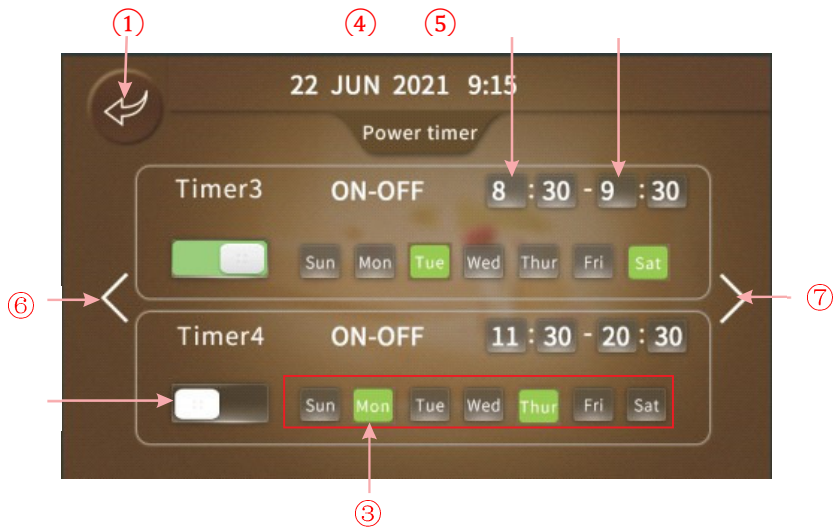 ① ④ ⑤
22 JUN 2021 9:15
Power timer
Timer3 ON-OFF 8 : 30 - 9 : 30
Sun Mon Tue Wed Thur Fri Sat
⑥ ⑦
Timer4 ON-OFF 11 : 30 - 20 : 30
Sun Mon Tue Wed Thur Fri Sat
③